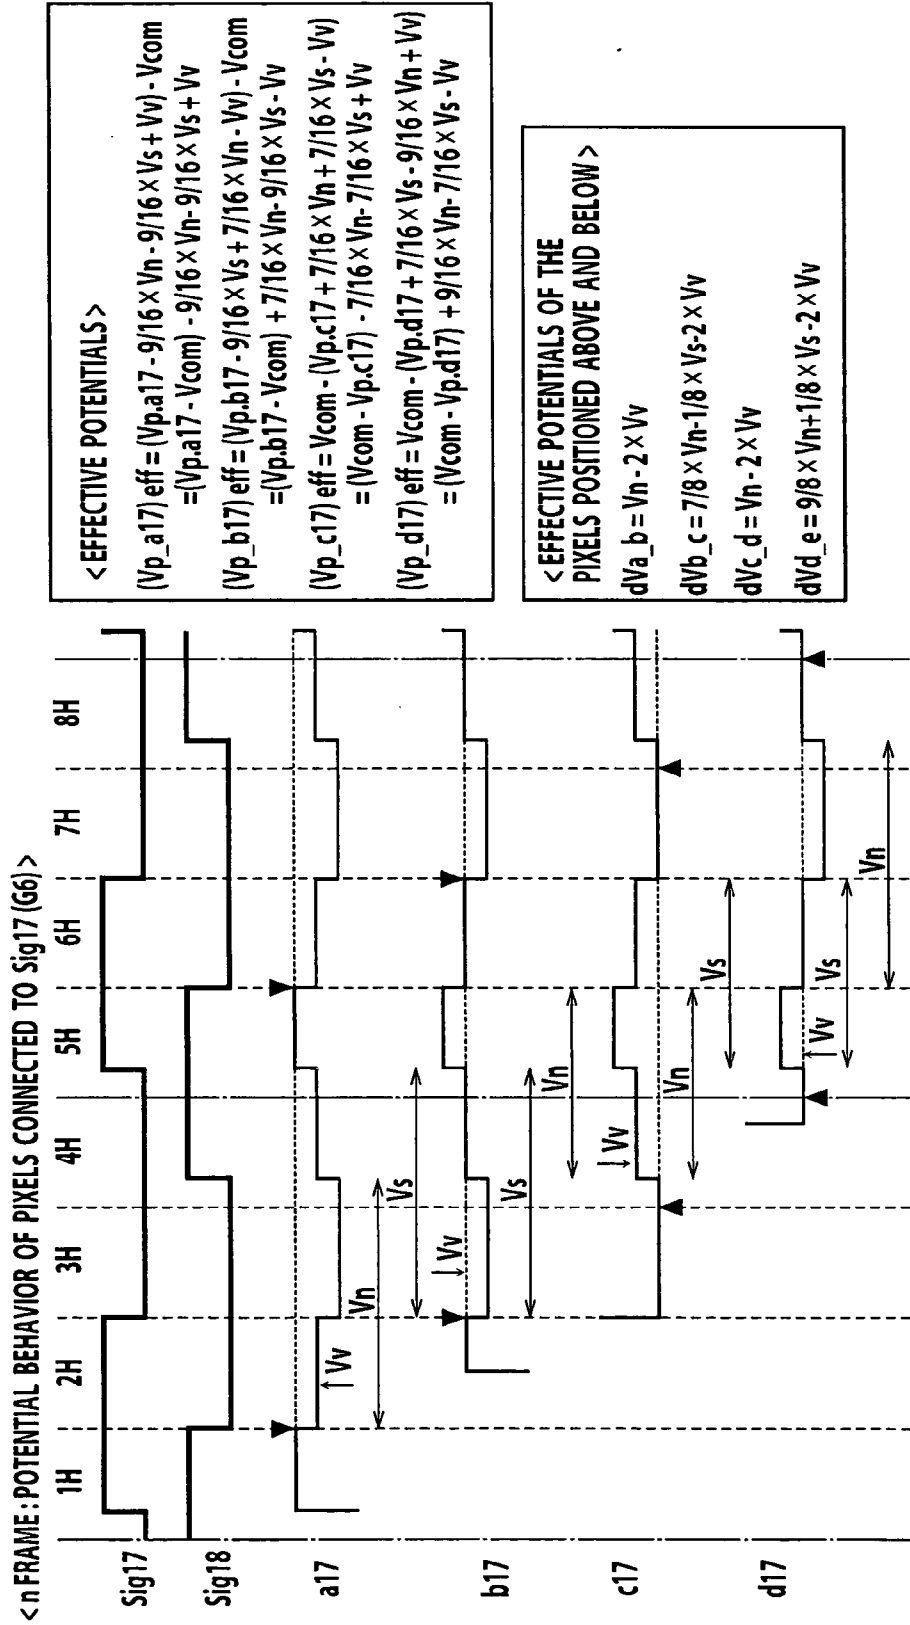 <n FRAME : POTENTIAL BEHAVIOR OF PIXELS CONNECTED TO Sig17 (G6) >
1H 2H 3H 4H 5H 6H 7H 8H
Sig17
Sig18
a17
Vv
Vn
Vs
b17
Vv
Vs
Vn
c17
Vv
Vn
Vs
d17
Vv
Vs
Vn
< EFFECTIVE POTENTIALS >
(Vp_a17) eff = (Vp.a17 - 9/16 × Vn - 9/16 × Vs + Vv) - Vcom
=(Vp.a17 - Vcom) - 9/16 × Vn - 9/16 × Vs + Vv
(Vp_b17) eff = (Vp.b17 - 9/16 × Vs + 7/16 × Vn - Vv) - Vcom
=(Vp.b17 - Vcom) + 7/16 × Vn - 9/16 × Vs - Vv
(Vp_c17) eff = Vcom - (Vp.c17 + 7/16 × Vn + 7/16 × Vs - Vv)
= (Vcom - Vp.c17) - 7/16 × Vn - 7/16 × Vs + Vv
(Vp_d17) eff = Vcom - (Vp.d17 + 7/16 × Vs - 9/16 × Vn + Vv)
= (Vcom - Vp.d17) + 9/16 × Vn - 7/16 × Vs - Vv
< EFFECTIVE POTENTIALS OF THE
PIXELS POSITIONED ABOVE AND BELOW >
dVa_b = Vn - 2 × Vv
dVb_c = 7/8 × Vn-1/8 × Vs-2 × Vv
dVc_d = Vn - 2 × Vv
dVd_e = 9/8 × Vn+1/8 × Vs-2 × Vv